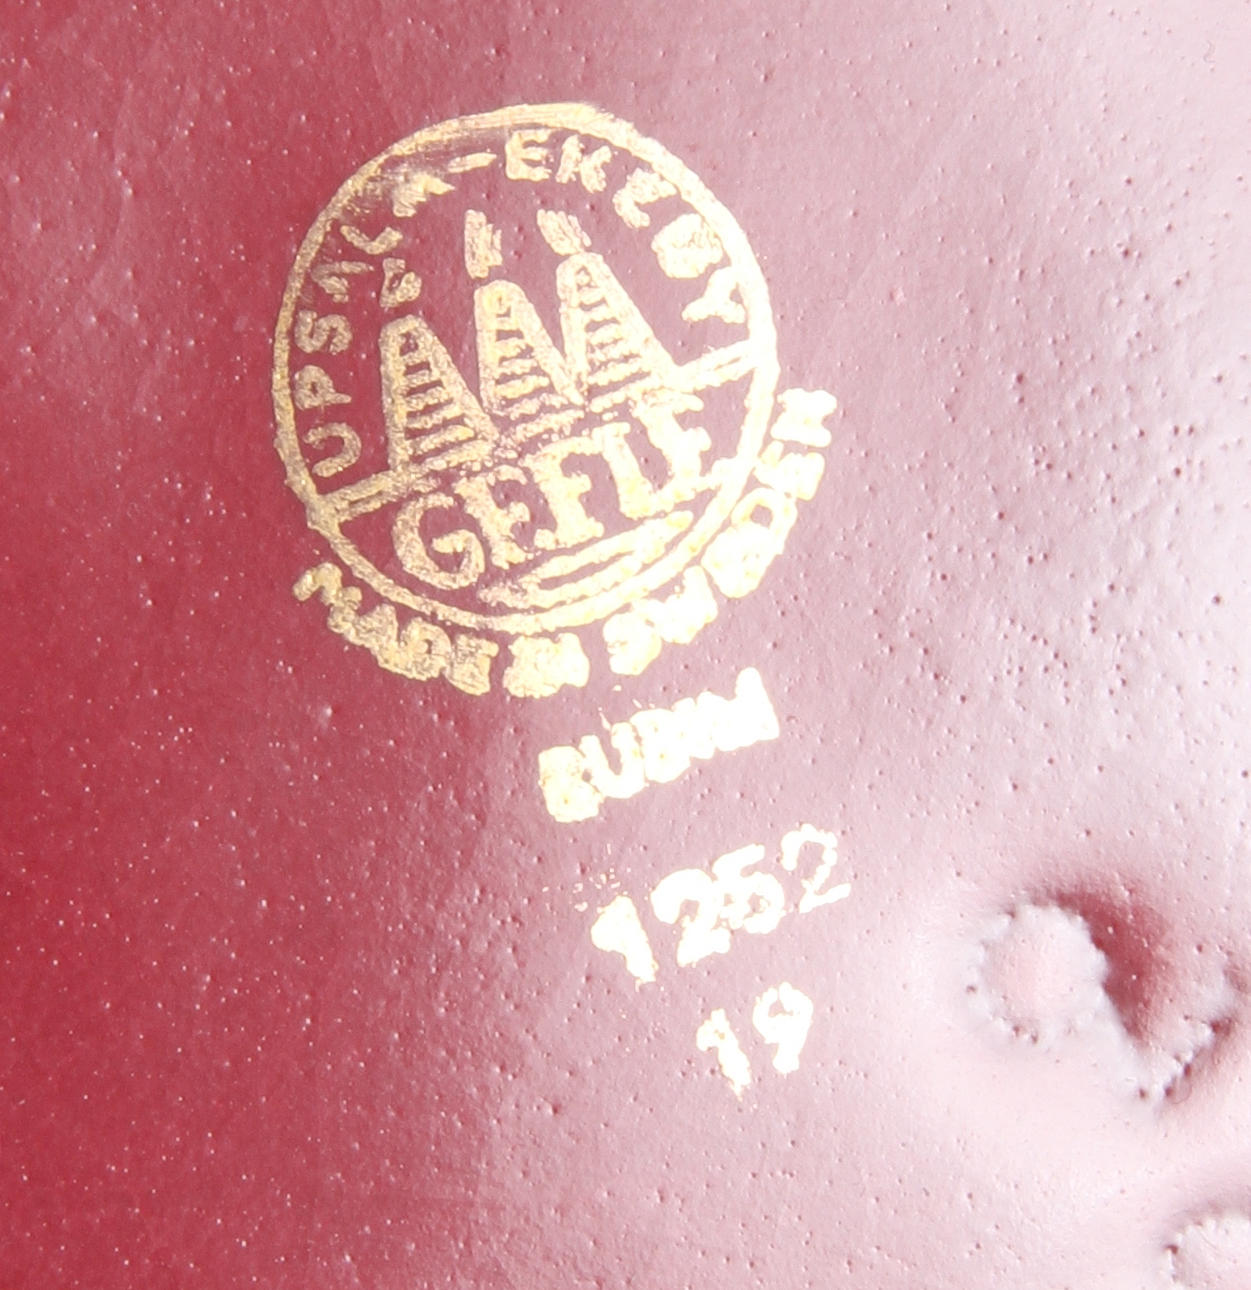 UPSALA-EKEBY
GEFLE
MADE IN SWEDEN
RUBIN
1252
19